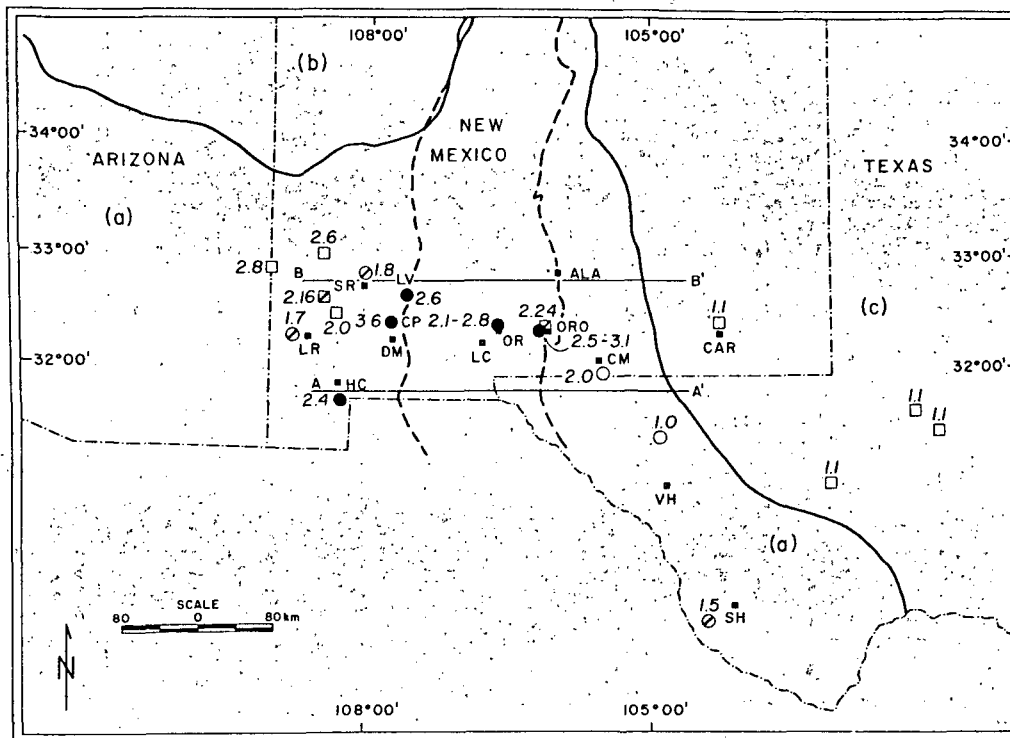 108°00' 105°00'
(b)
34°00' NEW MEXICO 34°00'
ARIZONA TEXAS
(a)
33°00' 2.6 33°00'
2.8 B 1.8 LV ALA B'
SR
2.16 2.6 (c)
1.7 2.0 3.6 CP 2.1-2.8 2.24 1.1
LR DM LC OR ORO 2.5-3.1 CAR
32°00' CM 32°00'
2.0
A HC A'
2.4
1.0 1.1 1.1
VH 1.1
(a)
SCALE 1.5 SH
80 0 80 km
N
108°00' 105°00'